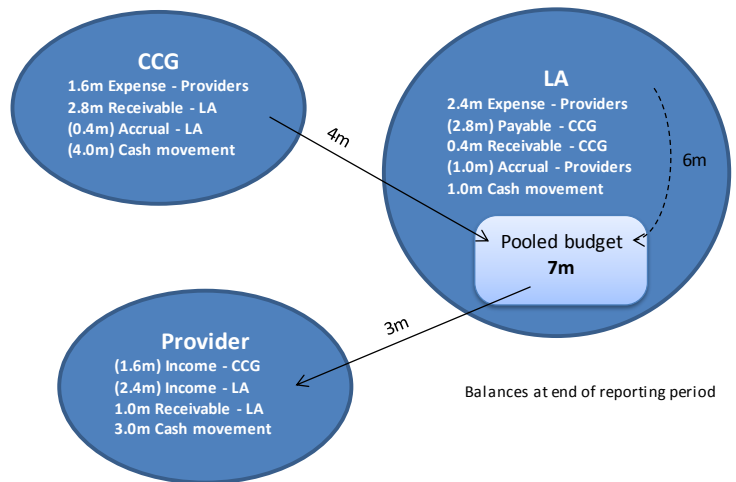 CCG
1.6m Expense - Providers
2.8m Receivable - LA
(0.4m) Accrual - LA
(4.0m) Cash movement
4m
LA
2.4m Expense - Providers
(2.8m) Payable - CCG
0.4m Receivable - CCG
(1.0m) Accrual - Providers
1.0m Cash movement
6m
Pooled budget
7m
3m
Provider
(1.6m) Income - CCG
(2.4m) Income - LA
1.0m Receivable - LA
3.0m Cash movement
Balances at end of reporting period